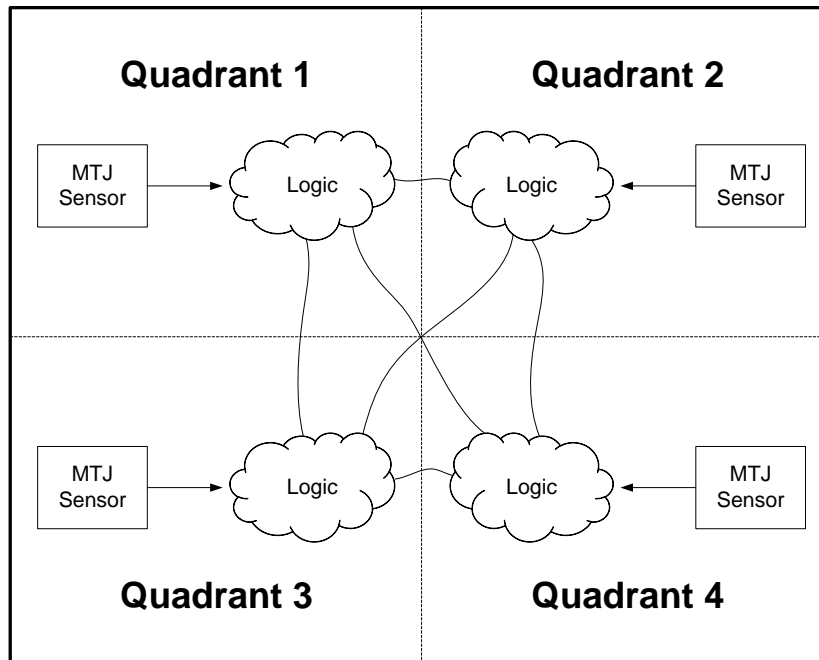 Quadrant 1
Quadrant 2
MTJ
Sensor
Logic
Logic
MTJ
Sensor
MTJ
Sensor
Logic
Logic
MTJ
Sensor
Quadrant 3
Quadrant 4